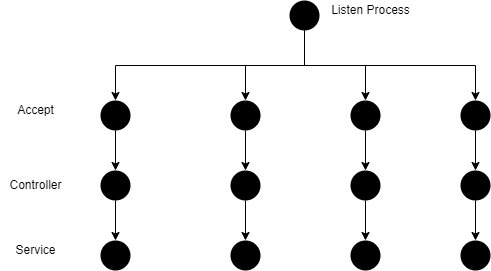 Listen Process
Accept
Controller
Service